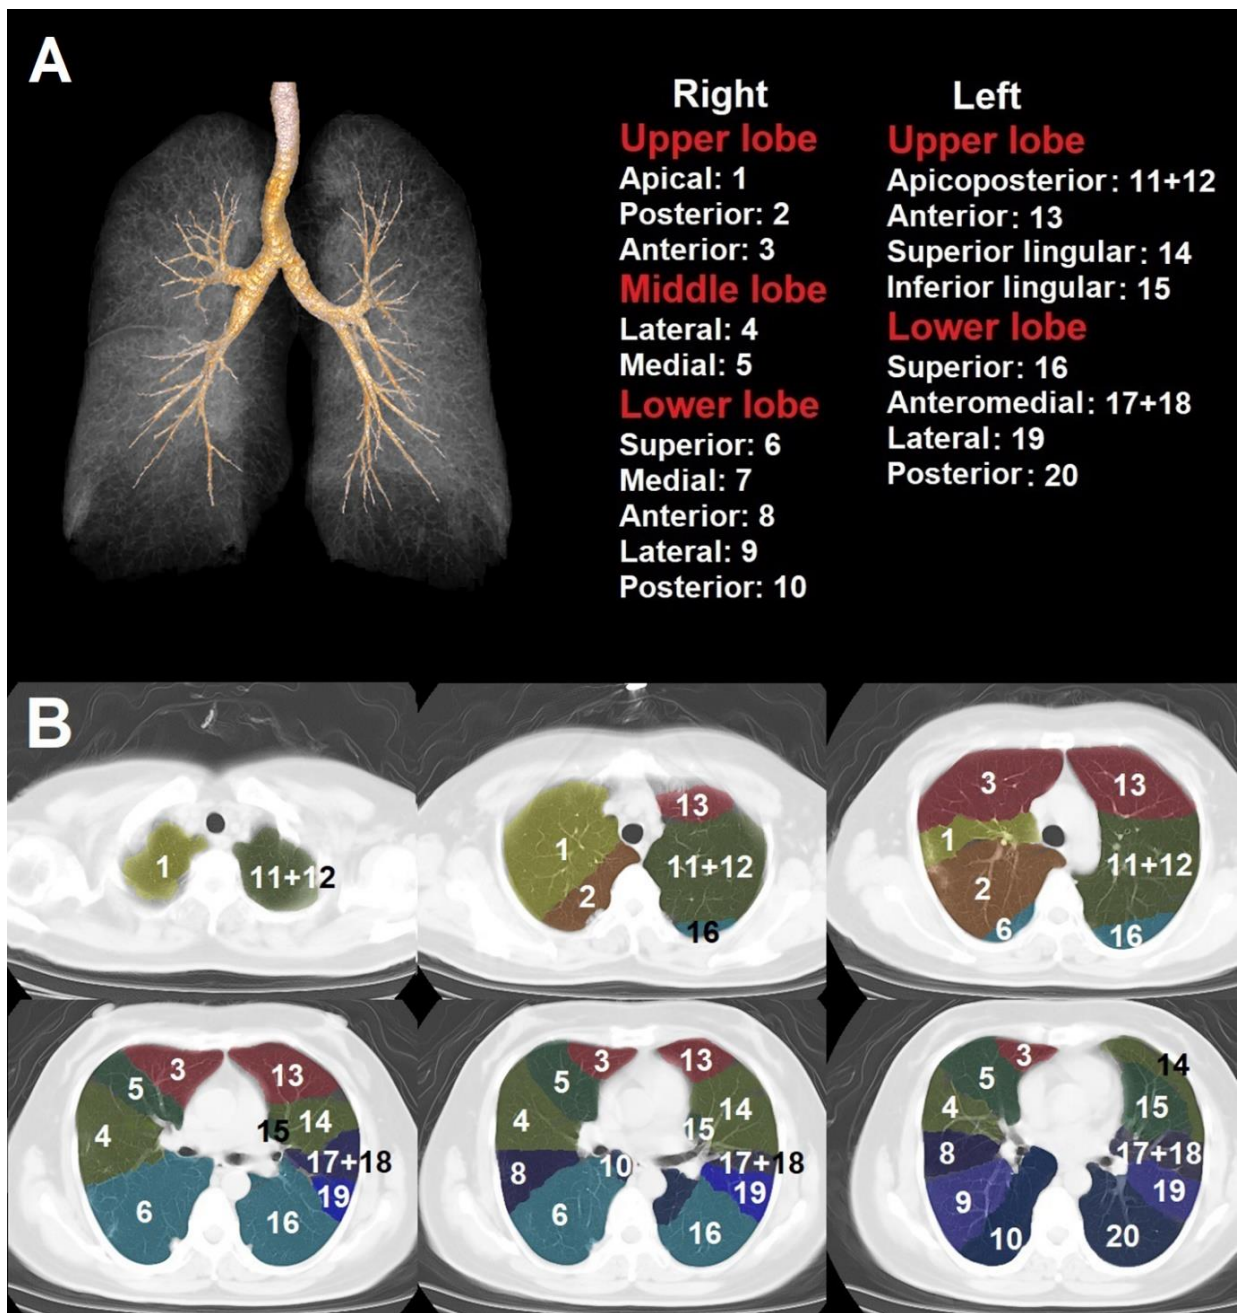 A
Right
Upper lobe
Apical: 1
Posterior: 2
Anterior: 3
Middle lobe
Lateral: 4
Medial: 5
Lower lobe
Superior: 6
Medial: 7
Anterior: 8
Lateral: 9
Posterior: 10
Left
Upper lobe
Apicoposterior: 11+12
Anterior: 13
Superior lingular: 14
Inferior lingular: 15
Lower lobe
Superior: 16
Anteromedial: 17+18
Lateral: 19
Posterior: 20
B
1
11+12
13
1
11+12
2
16
3
13
1
11+12
2
6
16
3
13
5
14
4
15
17+18
19
6
16
3
13
5
14
4
15
17+18
8
10
19
6
16
3
14
5
15
4
17+18
8
19
9
10
20